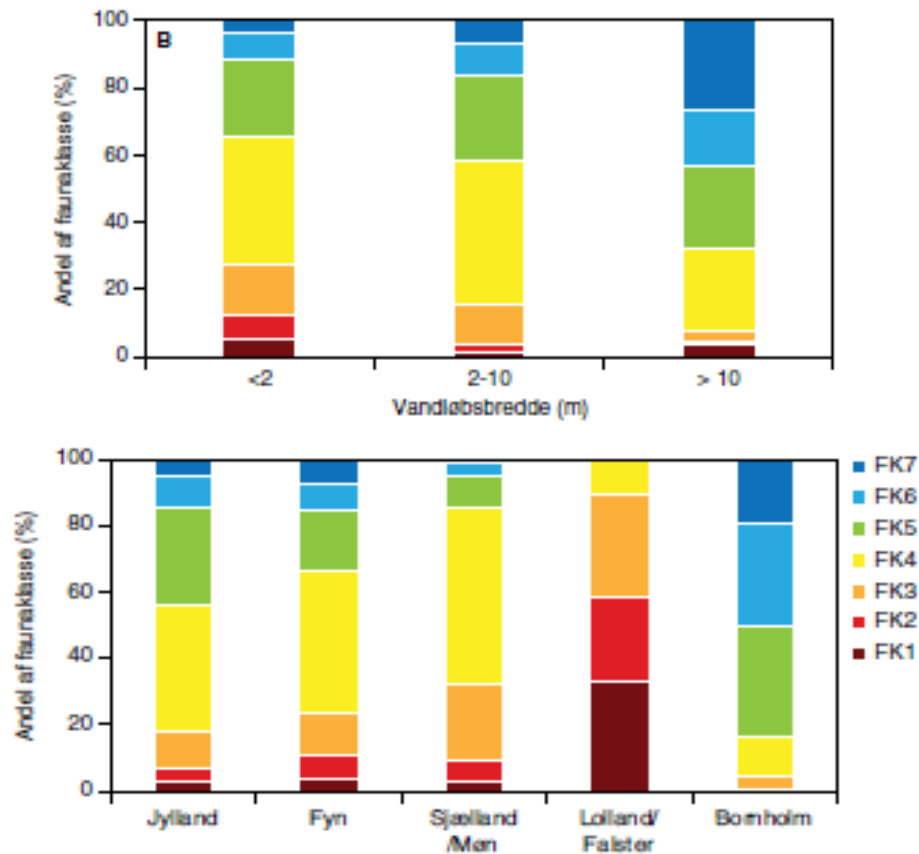 B
Andel af faunaklasse (%)
100
80
60
40
20
0
<2 2-10 > 10
Vandløbsbredde (m)
Andel af faunaklasse (%)
100
80
60
40
20
0
Jylland Fyn Sjælland Lolland/ Bornholm
/Møn Falster
FK7
FK6
FK5
FK4
FK3
FK2
FK1